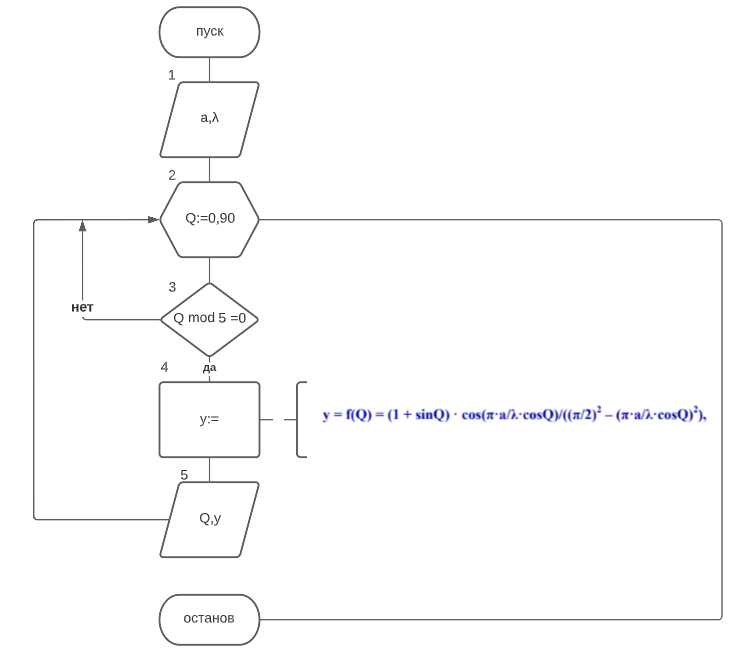 пуск
1
a,λ
2
Q:=0,90
3
Q mod 5 =0
нет
да
4
y:=
y = f(Q) = (1 + sinQ) · cos(π·a/λ·cosQ)/((π/2)² – (π·a/λ·cosQ)²),
5
Q,y
останов